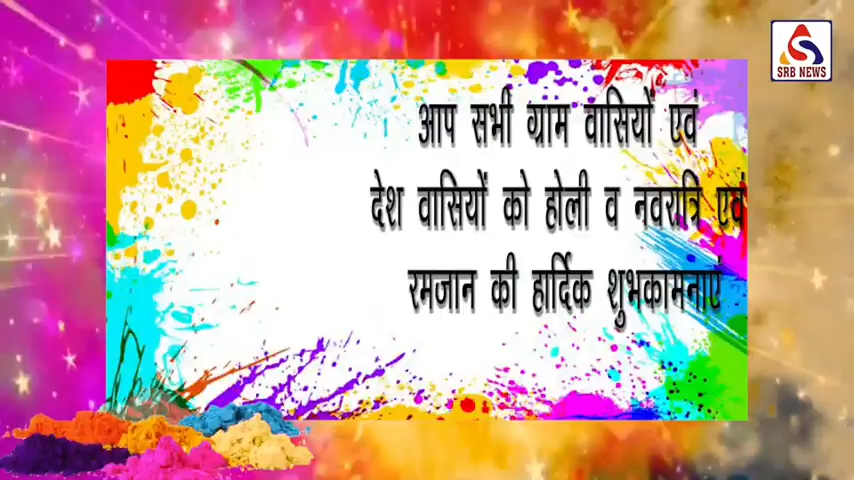 SRB NEWS
आप सभी ग्राम वासियों एवं
देश वासियों को होली व नवरात्रि एवं
रमजान की हार्दिक शुभकामनाएं